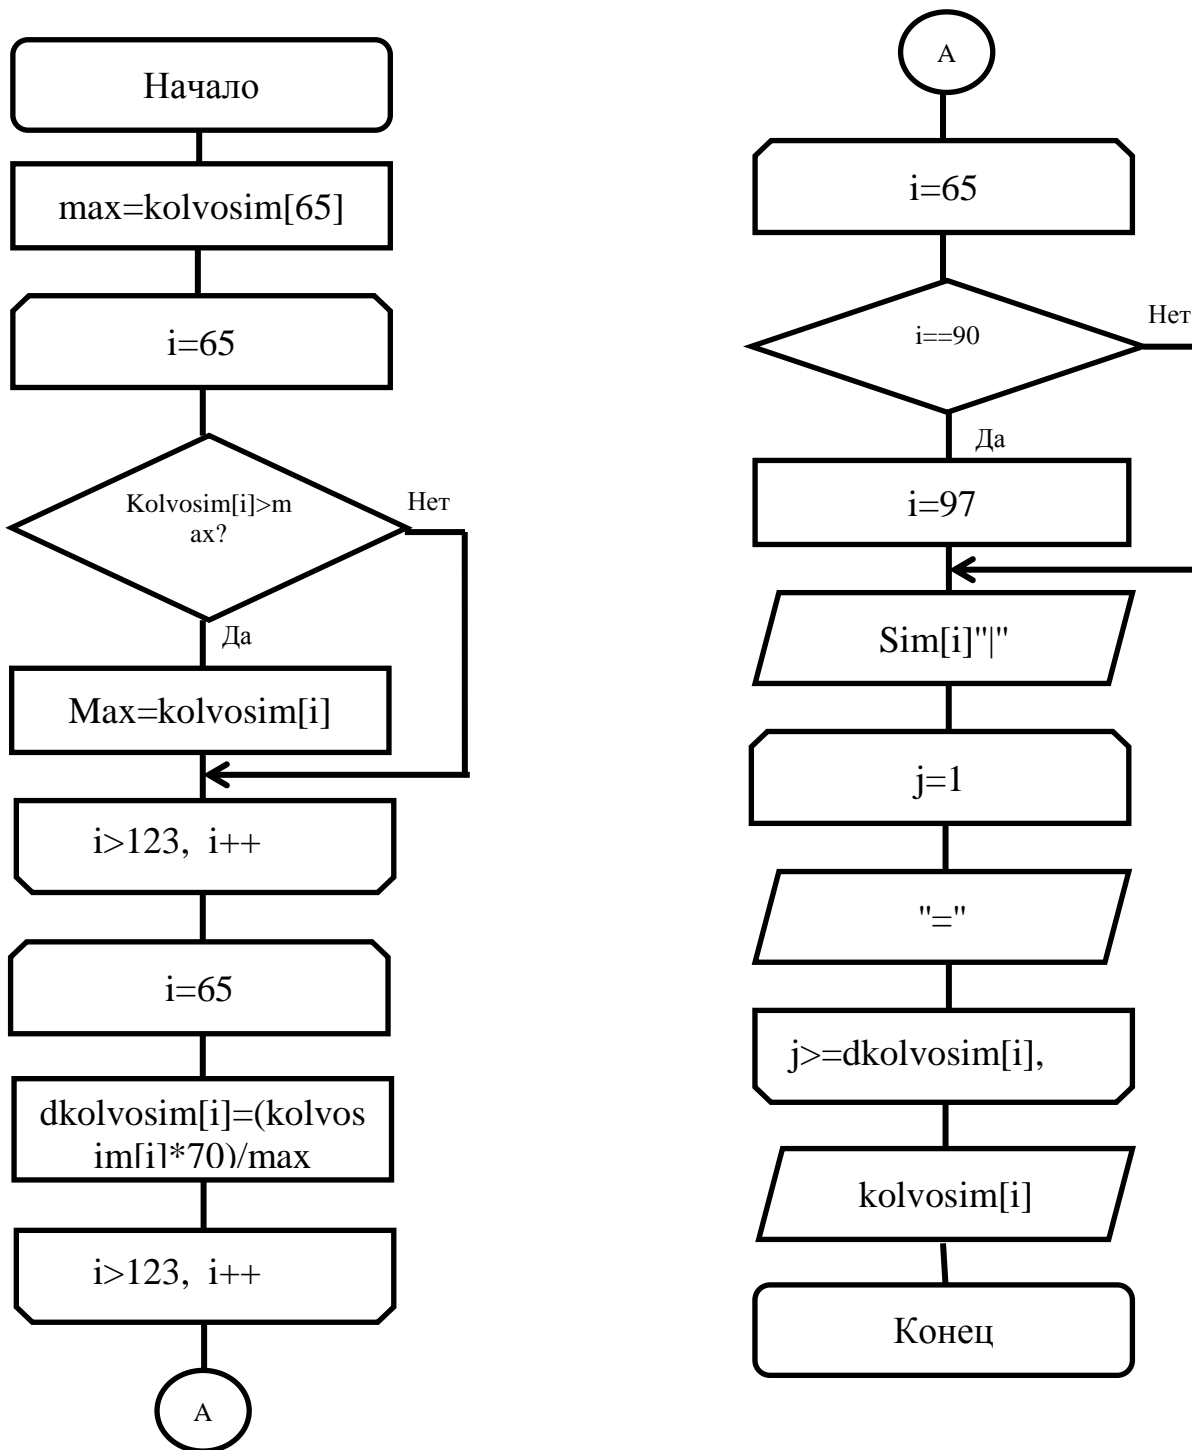 Начало
max=kolvosim[65]
i=65
Kolvosim[i]>m
ax?
Нет
Да
Max=kolvosim[i]
i>123, i++
i=65
dkolvosim[i]=(kolvos
im[i]*70)/max
i>123, i++
A
A
i=65
i==90
Нет
Да
i=97
Sim[i]"|"
j=1
"="
j>=dkolvosim[i],
kolvosim[i]
Конец